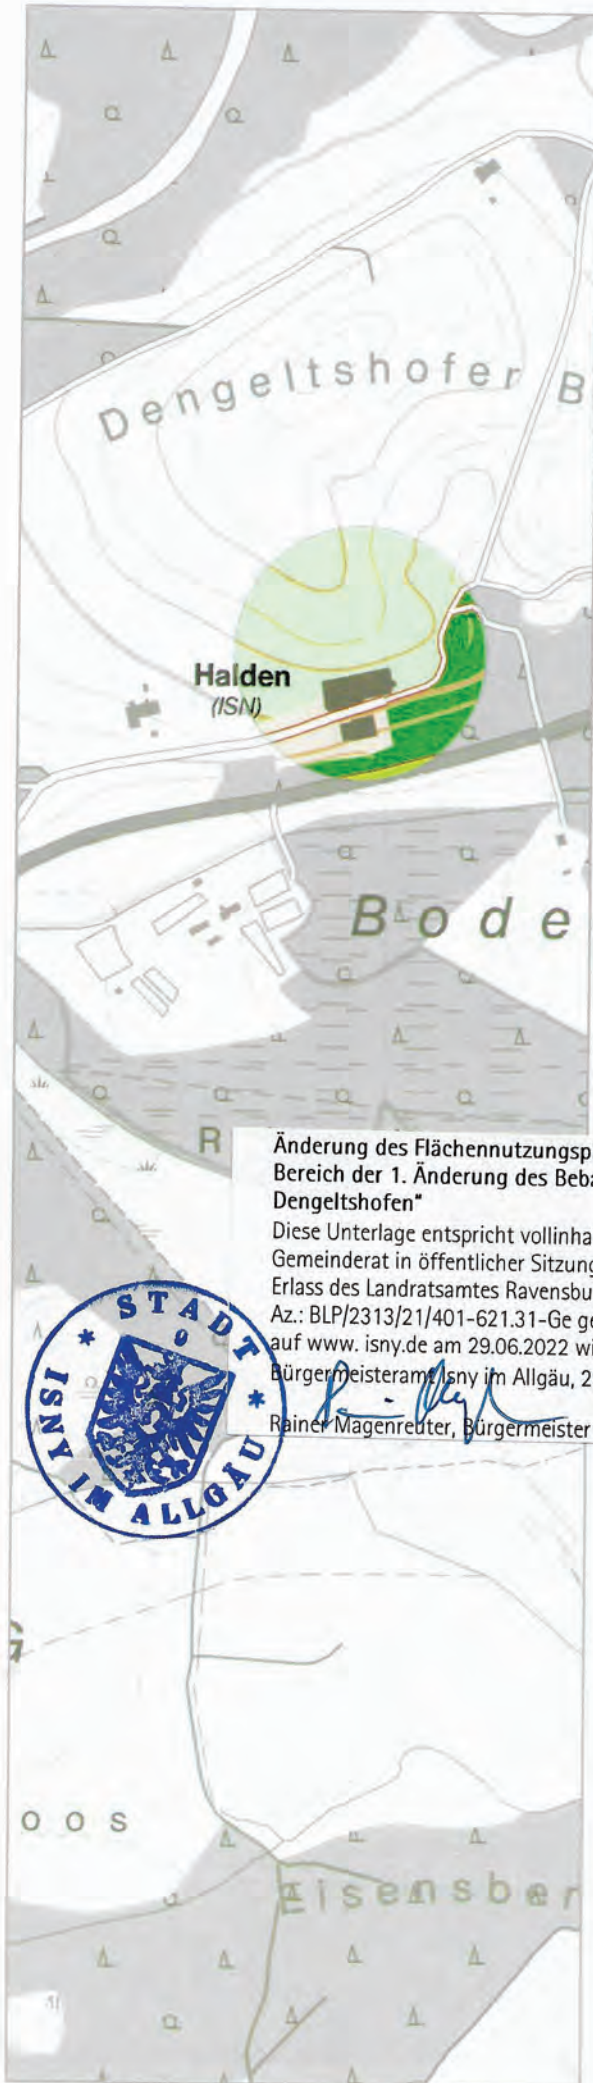 Dengeltshofer B
Halden
(ISN)
Bode
R
Änderung des Flächennutzungsp
Bereich der 1. Änderung des Beba
Dengeltshofen"
Diese Unterlage entspricht vollinha
Gemeinderat in öffentlicher Sitzung
Erlass des Landratsamtes Ravensbu
Az.: BLP/2313/21/401-621.31-Ge ge
auf www. isny.de am 29.06.2022 wi
Bürgermeisteramt Isny im Allgäu, 2
Rainer Magenreuter, Bürgermeister
* STADT * ISNY IM ALLGÄU
oos
Eisensber